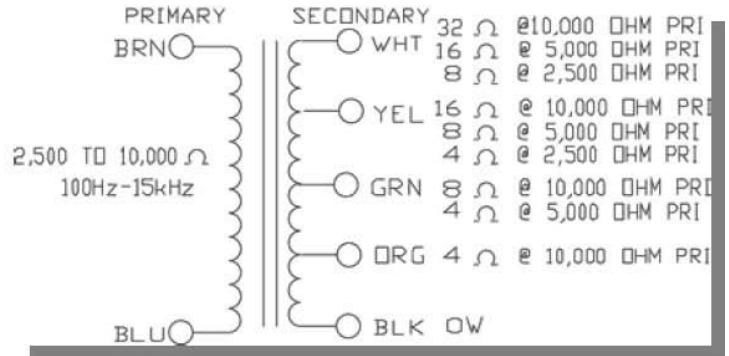 PRIMARY SECONDARY
BRN WHT 32 Ω @10,000 OHM PRI
16 Ω @ 5,000 OHM PRI
8 Ω @ 2,500 OHM PRI
YEL 16 Ω @ 10,000 OHM PRI
8 Ω @ 5,000 OHM PRI
4 Ω @ 2,500 OHM PRI
2,500 TO 10,000 Ω
100Hz-15kHz
GRN 8 Ω @ 10,000 OHM PRI
4 Ω @ 5,000 OHM PRI
ORG 4 Ω @ 10,000 OHM PRI
BLU BLK OW